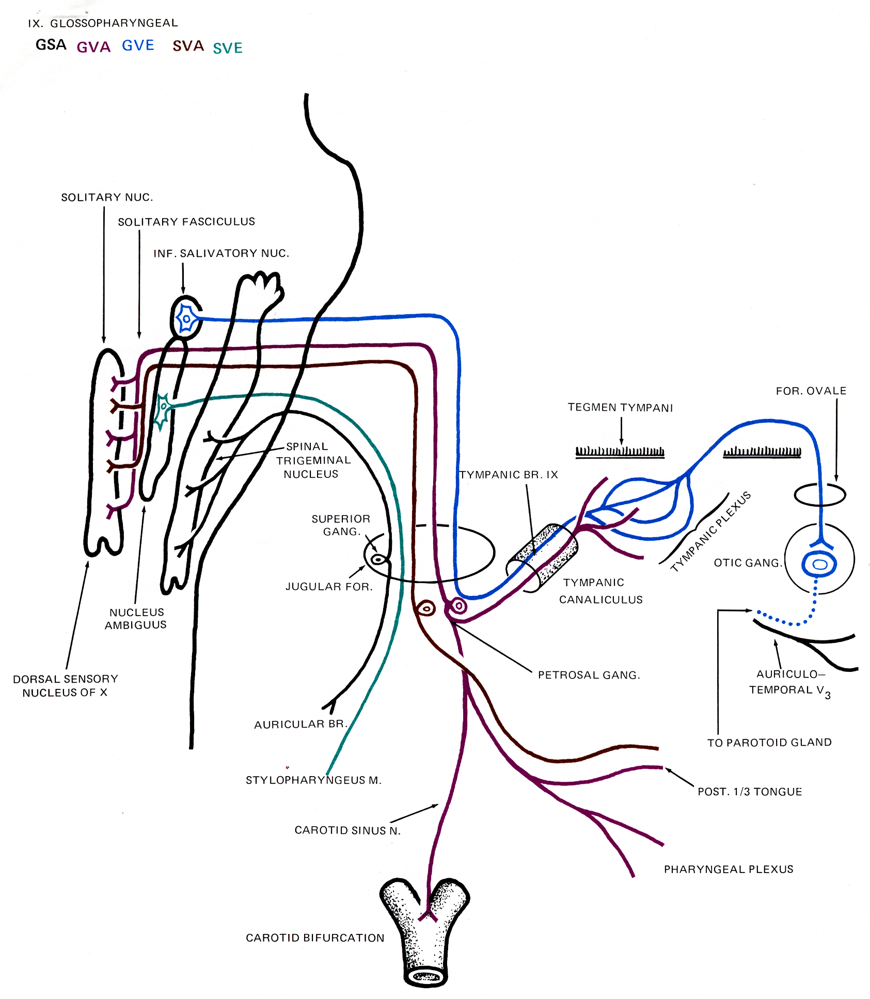 IX. GLOSSOPHARYNGEAL
GSA GVA GVE SVA SVE
SOLITARY NUC.
SOLITARY FASCICULUS
INF. SALIVATORY NUC.
FOR. OVALE
TEGMEN TYMPANI
SPINAL
TRIGEMINAL
NUCLEUS
TYMPANIC BR. IX
TYMPANIC PLEXUS
SUPERIOR
GANG.
OTIC GANG.
JUGULAR FOR.
TYMPANIC
CANALICULUS
NUCLEUS
AMBIGUUS
DORSAL SENSORY
NUCLEUS OF X
PETROSAL GANG.
AURICULO–
TEMPORAL V3
AURICULAR BR.
TO PAROTOID GLAND
STYLOPHARYNGEUS M.
POST. 1/3 TONGUE
CAROTID SINUS N.
PHARYNGEAL PLEXUS
CAROTID BIFURCATION